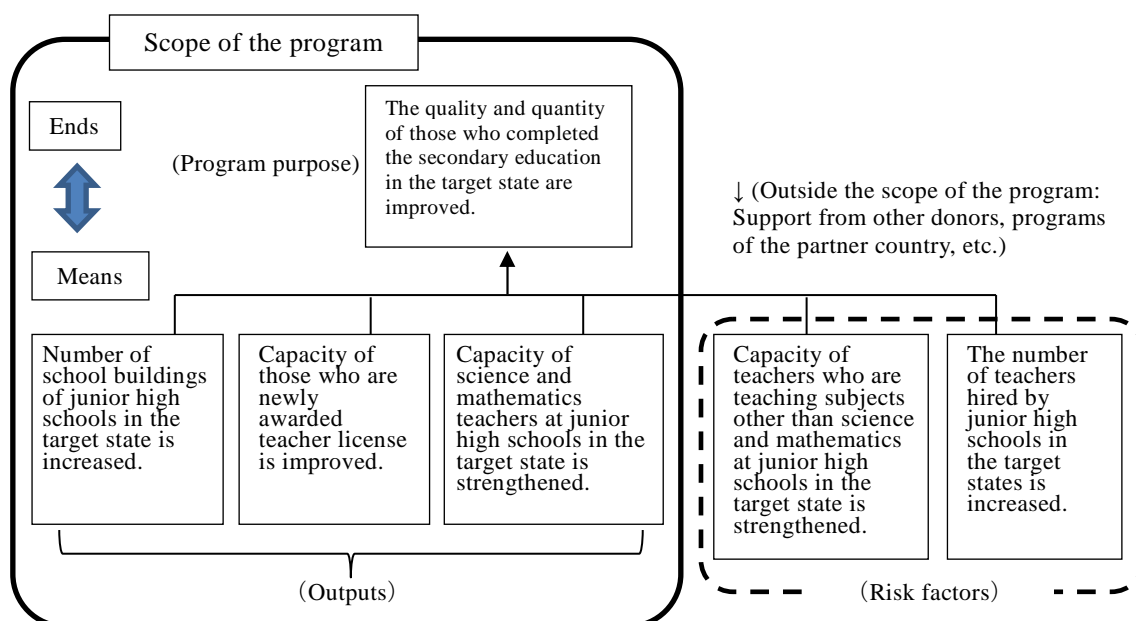 Scope of the program
Ends
Means
(Program purpose)
The quality and quantity
of those who completed
the secondary education
in the target state are
improved.
↓ (Outside the scope of the program:
Support from other donors, programs
of the partner country, etc.)
Number of
school buildings
of junior high
schools in the
target state is
increased.
Capacity of
those who are
newly
awarded
teacher license
is improved.
Capacity of
science and
mathematics
teachers at junior
high schools in the
target state is
strengthened.
Capacity of
teachers who are
teaching subjects
other than science
and mathematics
at junior high
schools in the
target state is
strengthened.
The number
of teachers
hired by
junior high
schools in
the target
states is
increased.
(Outputs)
(Risk factors)